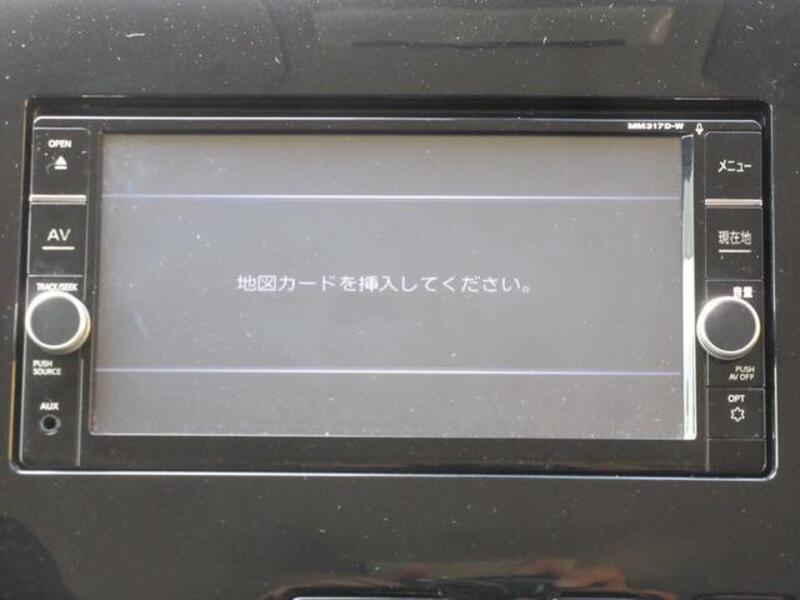 MM317D-W
OPEN
メニュー
AV
現在地
地図カードを挿入してください。
TRACK/SEEK
音量
PUSH
SOURCE
PUSH
AV OFF
AUX
OPT